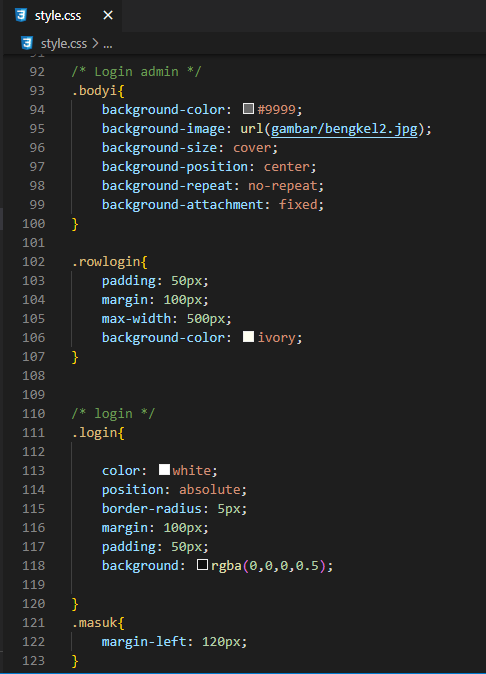 style.css ×
style.css > ...
91
92 /* Login admin */
93 .bodyi{
94 background-color: #9999;
95 background-image: url(gambar/bengkel2.jpg);
96 background-size: cover;
97 background-position: center;
98 background-repeat: no-repeat;
99 background-attachment: fixed;
100 }
101
102 .rowlogin{
103 padding: 50px;
104 margin: 100px;
105 max-width: 500px;
106 background-color: ivory;
107 }
108
109
110 /* login */
111 .login{
112
113 color: white;
114 position: absolute;
115 border-radius: 5px;
116 margin: 100px;
117 padding: 50px;
118 background: rgba(0,0,0,0.5);
119
120 }
121 .masuk{
122 margin-left: 120px;
123 }